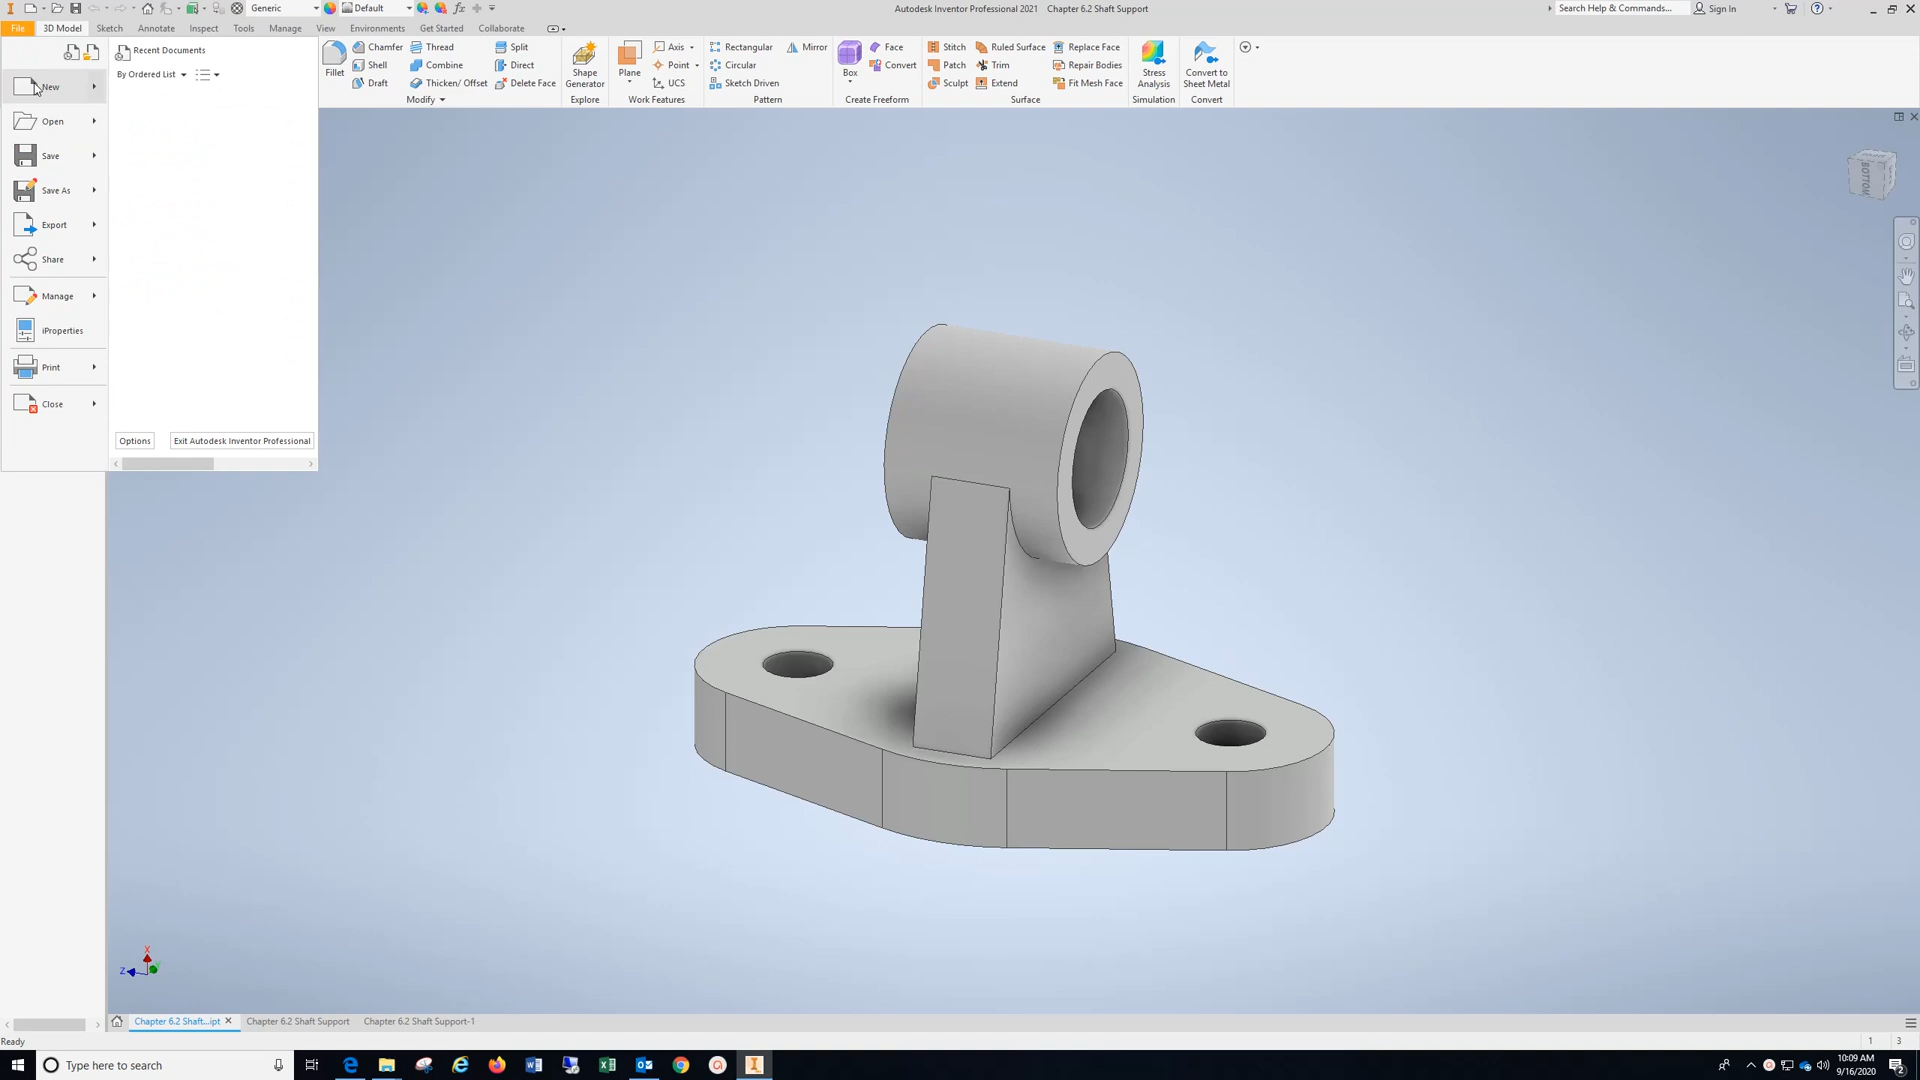 Generic
Default
Autodesk Inventor Professional 2021 Chapter 6.2 Shaft Support
Search Help & Commands...
Sign In
File 3D Model Sketch Annotate Inspect Tools Manage View Environments Get Started Collaborate
Recent Documents
By Ordered List
New
Open
Save
Save As
Export
Share
Manage
iProperties
Print
Close
Options
Exit Autodesk Inventor Professional
Fillet
Chamfer
Shell
Draft
Thread
Combine
Thicken/ Offset
Split
Direct
Delete Face
Modify
Shape
Generator
Explore
Plane
Axis
Point
UCS
Work Features
Rectangular
Circular
Sketch Driven
Mirror
Pattern
Box
Face
Convert
Create Freeform
Stitch
Patch
Sculpt
Ruled Surface
Trim
Extend
Replace Face
Repair Bodies
Fit Mesh Face
Surface
Stress
Analysis
Simulation
Convert to
Sheet Metal
Convert
BOTTOM
X
Z
Y
Chapter 6.2 Shaft...ipt
Chapter 6.2 Shaft Support
Chapter 6.2 Shaft Support-1
Ready
1 3
Type here to search
10:09 AM
9/16/2020
2